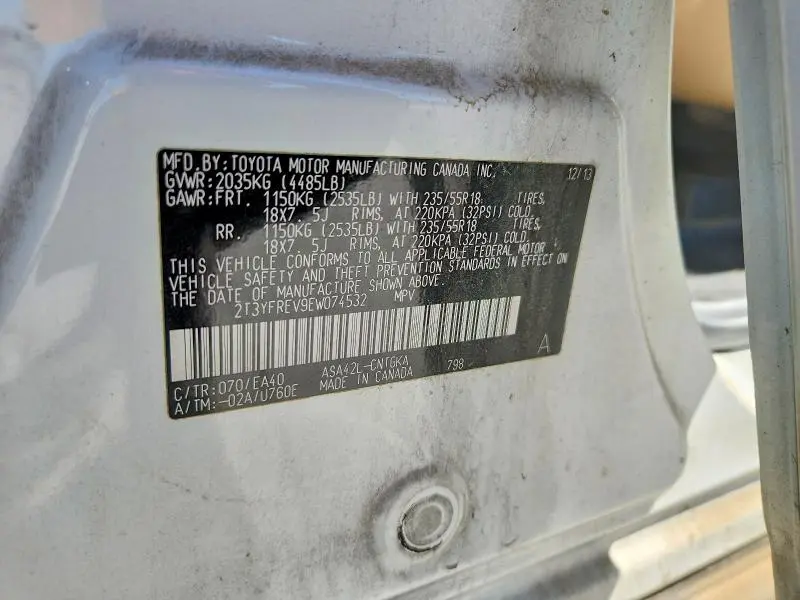 MFD.BY:TOYOTA MOTOR MANUFACTURING CANADA INC. 12/13
GVWR:2035KG (4485LB)
GAWR:FRT. 1150KG (2535LB) WITH 235/55R18 TIRES,
18X7.5J RIMS, AT 220KPA (32PSI) COLD,
RR. 1150KG (2535LB) WITH 235/55R18 TIRES,
18X7.5J RIMS, AT 220KPA (32PSI) COLD,
THIS VEHICLE CONFORMS TO ALL APPLICABLE FEDERAL MOTOR
VEHICLE SAFETY AND THEFT PREVENTION STANDARDS IN EFFECT ON
THE DATE OF MANUFACTURE SHOWN ABOVE.
2T3YFREV9EW074532 MPV
A
C/TR:070/EA40 ASA42L-CNTGKA 798
A/TM:-02A/U760E MADE IN CANADA